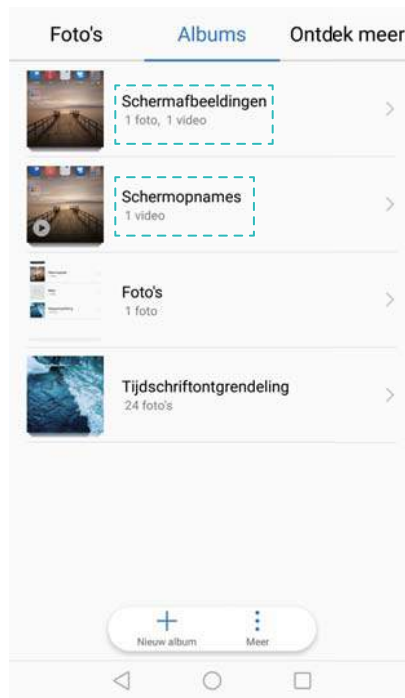 Foto's Albums Ontdek meer
Schermafbeeldingen
1 foto, 1 video
Schermopnames
1 video
Foto's
1 foto
Tijdschriftontgrendeling
24 foto's
Nieuw album Meer